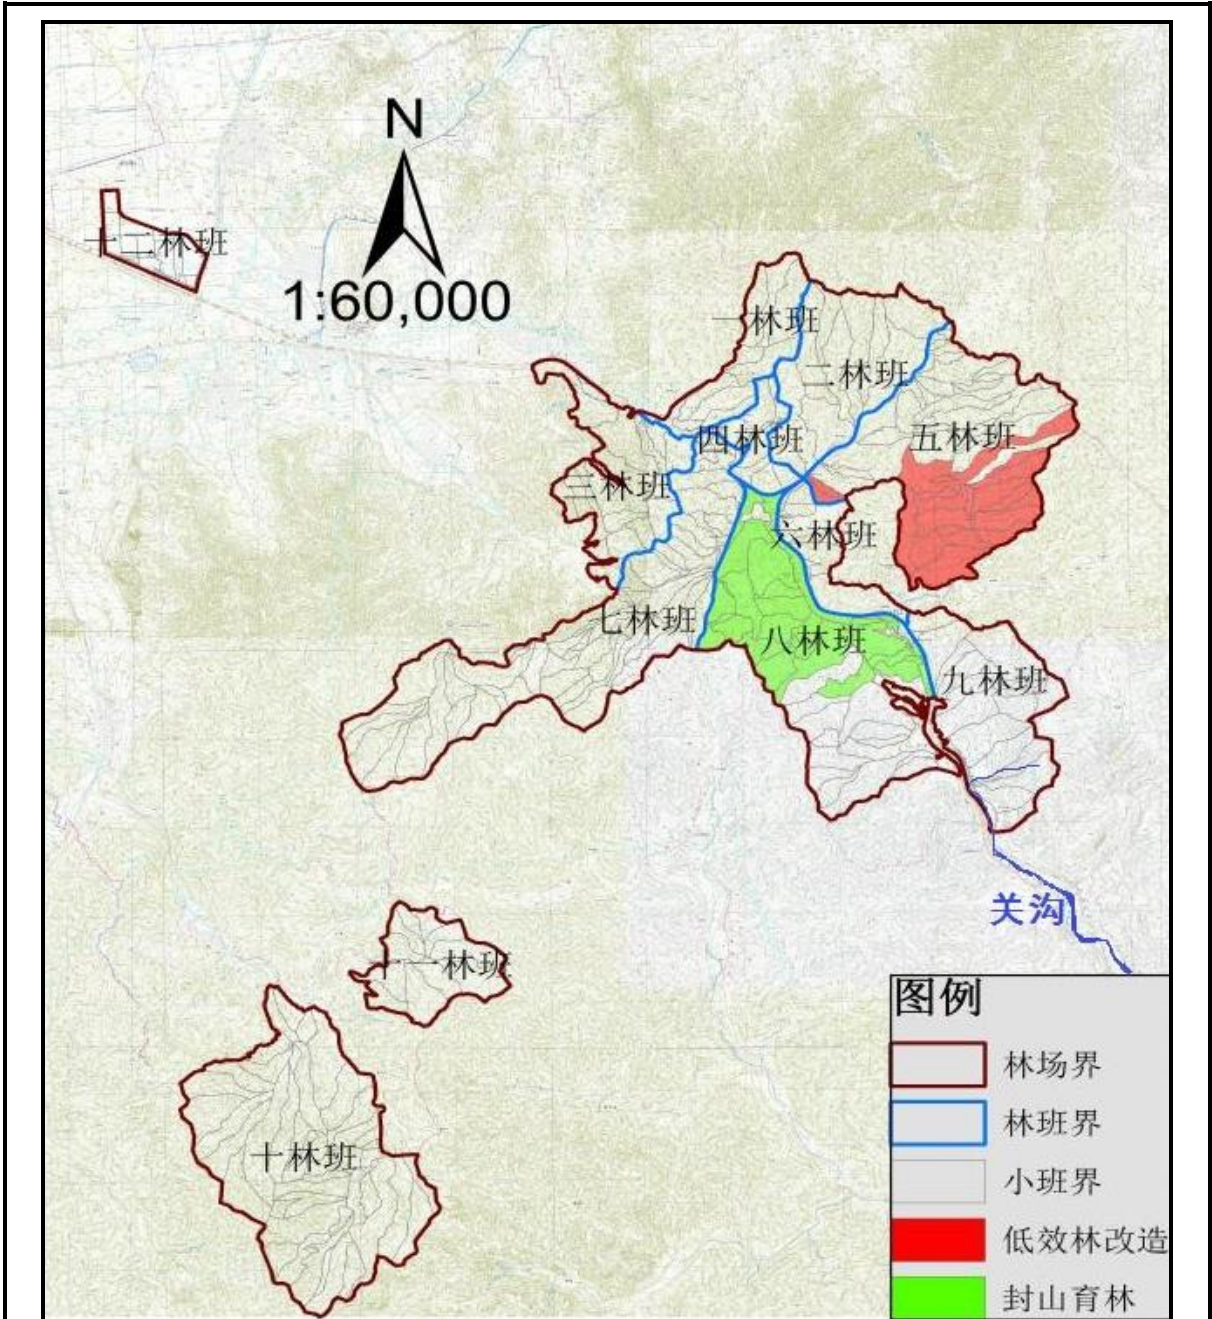 N
1:60,000
十二林班
一林班
二林班
四林班
五林班
三林班
六林班
七林班
八林班
九林班
关沟
十一林班
十林班
图例
林场界
林班界
小班界
低效林改造
封山育林